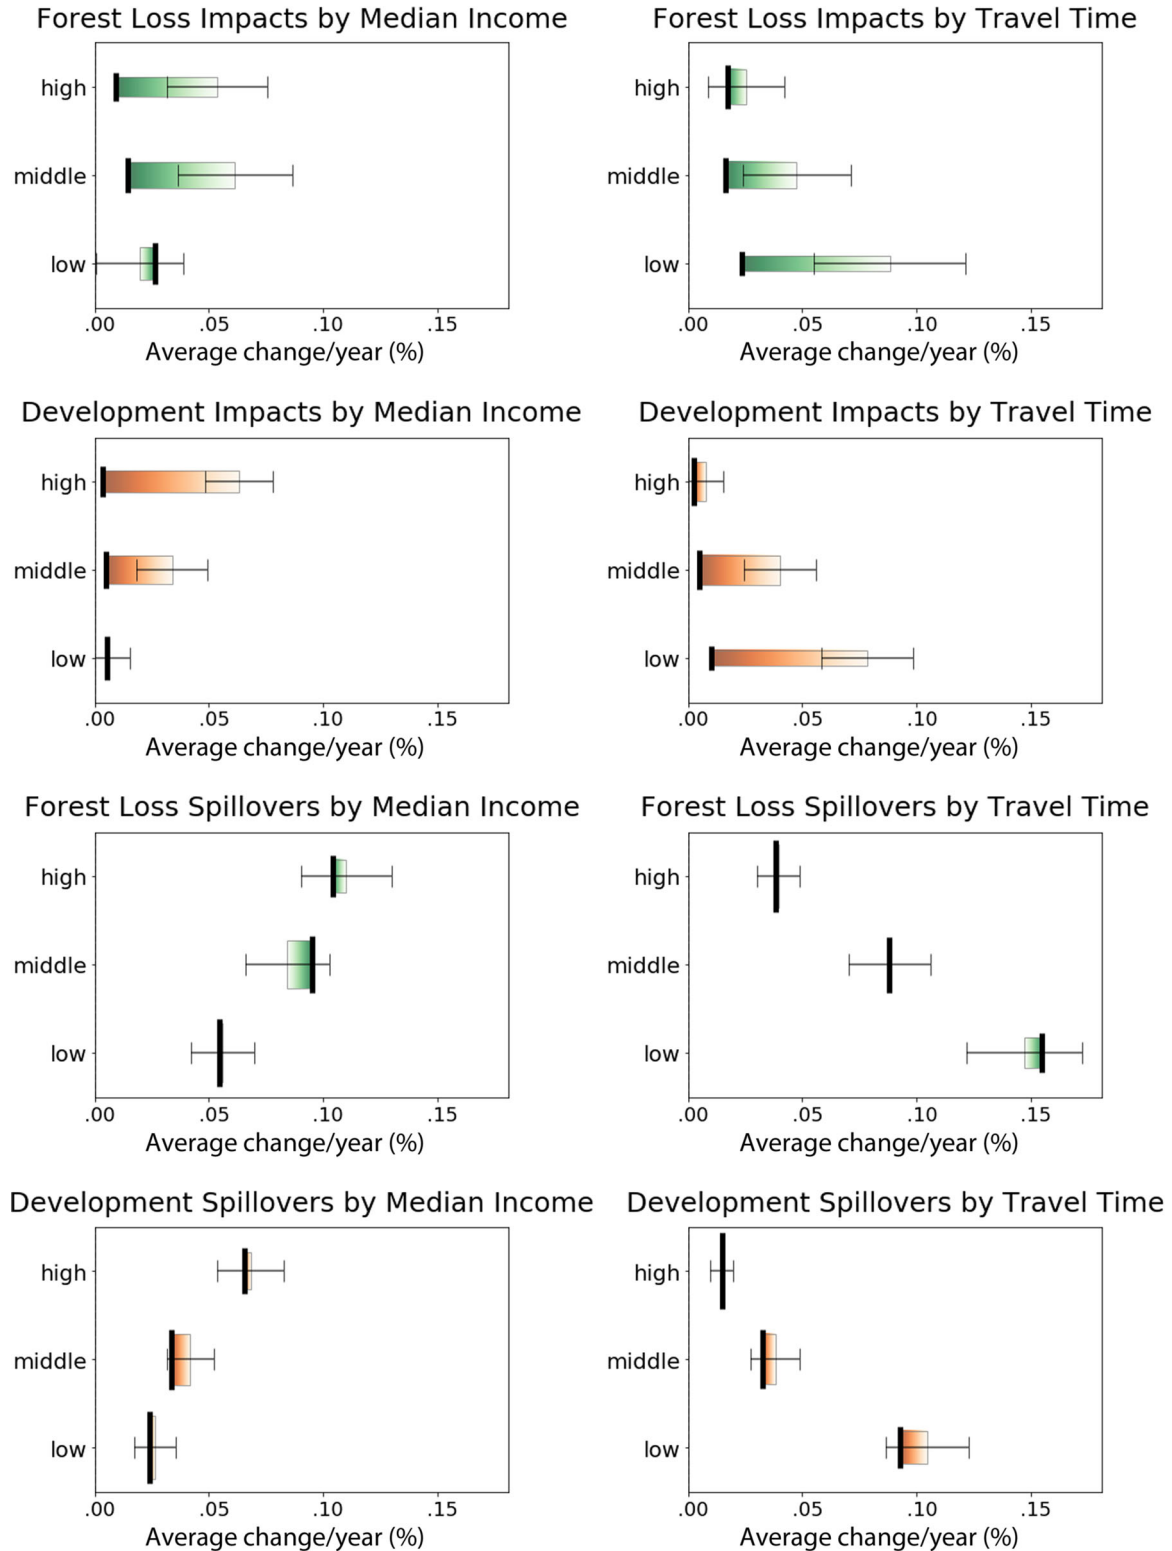 Forest Loss Impacts by Median Income
high
middle
low
.00 .05 .10 .15
Average change/year (%)
Forest Loss Impacts by Travel Time
high
middle
low
.00 .05 .10 .15
Average change/year (%)
Development Impacts by Median Income
high
middle
low
.00 .05 .10 .15
Average change/year (%)
Development Impacts by Travel Time
high
middle
low
.00 .05 .10 .15
Average change/year (%)
Forest Loss Spillovers by Median Income
high
middle
low
.00 .05 .10 .15
Average change/year (%)
Forest Loss Spillovers by Travel Time
high
middle
low
.00 .05 .10 .15
Average change/year (%)
Development Spillovers by Median Income
high
middle
low
.00 .05 .10 .15
Average change/year (%)
Development Spillovers by Travel Time
high
middle
low
.00 .05 .10 .15
Average change/year (%)